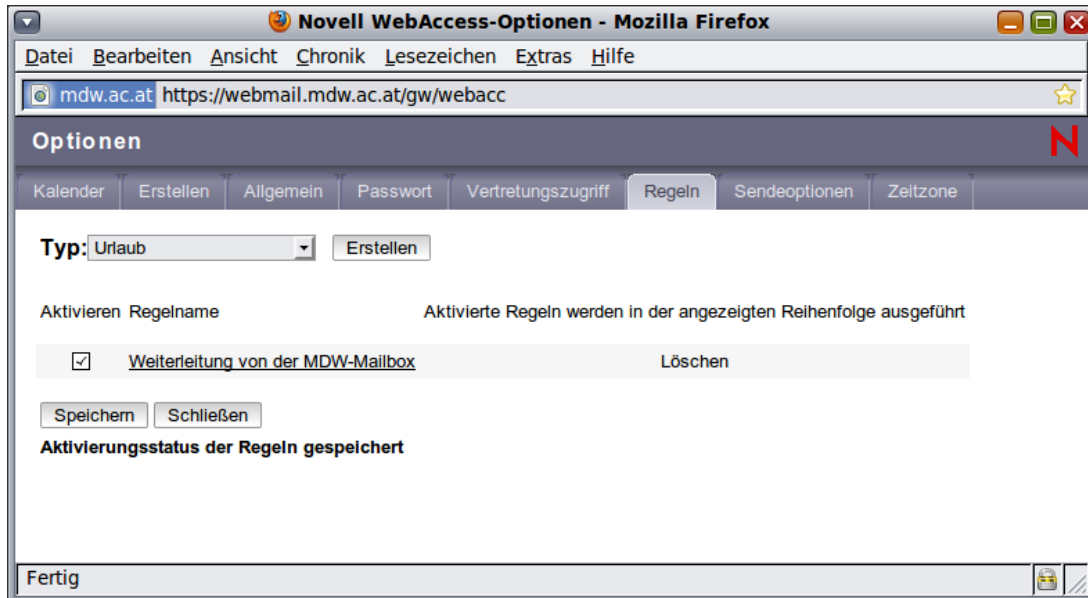 Novell WebAccess-Optionen - Mozilla Firefox
Datei Bearbeiten Ansicht Chronik Lesezeichen Extras Hilfe
mdw.ac.at https://webmail.mdw.ac.at/gw/webacc
Optionen N
Kalender Erstellen Allgemein Passwort Vertretungszugriff Regeln Sendeoptionen Zeitzone
Typ: Urlaub Erstellen
Aktivieren Regelname Aktivierte Regeln werden in der angezeigten Reihenfolge ausgeführt
Weiterleitung von der MDW-Mailbox Löschen
Speichern Schließen
Aktivierungsstatus der Regeln gespeichert
Fertig